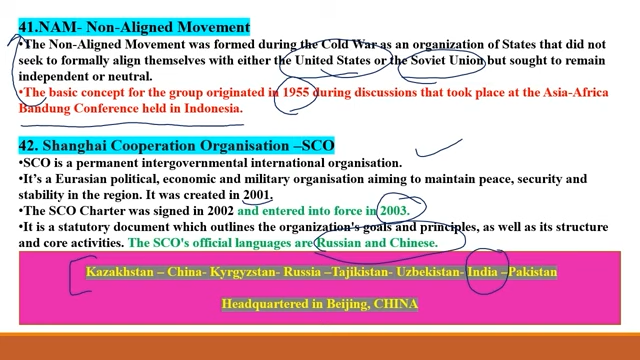 41.NAM- Non-Aligned Movement
•The Non-Aligned Movement was formed during the Cold War as an organization of States that did not
seek to formally align themselves with either the United States or the Soviet Union but sought to remain
independent or neutral.
•The basic concept for the group originated in 1955 during discussions that took place at the Asia-Africa
Bandung Conference held in Indonesia.
42. Shanghai Cooperation Organisation –SCO
•SCO is a permanent intergovernmental international organisation.
•It's a Eurasian political, economic and military organisation aiming to maintain peace, security and
stability in the region. It was created in 2001.
•The SCO Charter was signed in 2002 and entered into force in 2003.
•It is a statutory document which outlines the organization's goals and principles, as well as its structure
and core activities. The SCO's official languages are Russian and Chinese.
Kazakhstan – China- Kyrgyzstan- Russia –Tajikistan- Uzbekistan- India –Pakistan
Headquartered in Beijing, CHINA